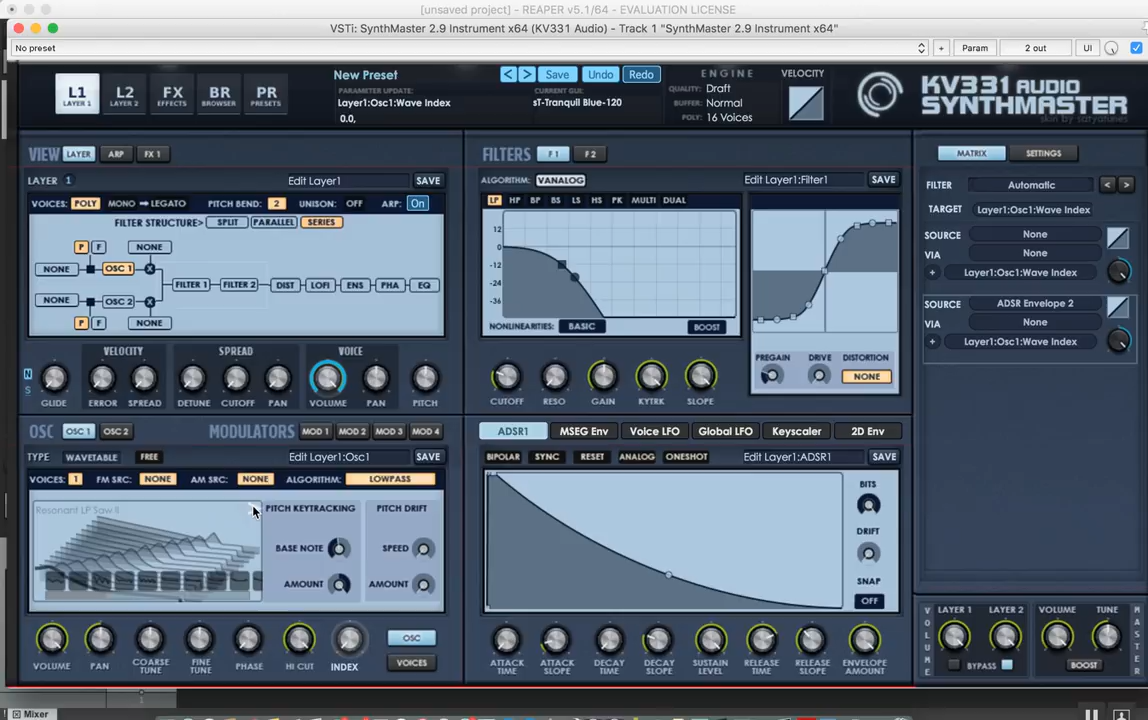 [unsaved project] - REAPER v5.1/64 - EVALUATION LICENSE
VSTi: SynthMaster 2.9 Instrument x64 (KV331 Audio) - Track 1 "SynthMaster 2.9 Instrument x64"
No preset + Param 2 out UI
L1 LAYER 1 L2 LAYER 2 FX EFFECTS BR BROWSER PR PRESETS
New Preset < > Save Undo Redo
PARAMETER UPDATE: CURRENT GUI:
Layer1:Osc1:Wave Index sT-Tranquil Blue-120
0.0,
ENGINE
QUALITY: Draft
BUFFER: Normal
POLY: 16 Voices
VELOCITY
KV331 AUDIO
SYNTHMASTER
skin by saryatunes
VIEW LAYER ARP FX 1
LAYER 1 Edit Layer1 SAVE
VOICES: POLY MONO LEGATO PITCH BEND: 2 UNISON: OFF ARP: On
FILTER STRUCTURE> SPLIT PARALLEL SERIES
P F NONE
NONE OSC 1 X
FILTER 1 FILTER 2 DIST LOFI ENS PHA EQ
NONE OSC 2 X
P F NONE
VELOCITY SPREAD VOICE
N
S
GLIDE ERROR SPREAD DETUNE CUTOFF PAN VOLUME PAN PITCH
FILTERS F 1 F 2
ALGORITHM: VANALOG Edit Layer1:Filter1 SAVE
LP HP BP BS LS HS PK MULTI DUAL
12
0
-12
-24
-36
NONLINEARITIES: BASIC BOOST
PREGAIN DRIVE DISTORTION
NONE
CUTOFF RESO GAIN KYTRK SLOPE
MATRIX SETTINGS
FILTER Automatic < >
TARGET Layer1:Osc1:Wave Index
SOURCE None
VIA None
+ Layer1:Osc1:Wave Index
SOURCE ADSR Envelope 2
VIA None
+ Layer1:Osc1:Wave Index
OSC OSC 1 OSC 2 MODULATORS MOD 1 MOD 2 MOD 3 MOD 4
TYPE WAVETABLE FREE Edit Layer1:Osc1 SAVE
VOICES: 1 FM SRC: NONE AM SRC: NONE ALGORITHM: LOWPASS
Resonant LP Saw II
PITCH KEYTRACKING PITCH DRIFT
BASE NOTE SPEED
AMOUNT AMOUNT
OSC
VOICES
VOLUME PAN COARSE TUNE FINE TUNE PHASE HI CUT INDEX
ADSR1 MSEG Env Voice LFO Global LFO Keyscaler 2D Env
BIPOLAR SYNC RESET ANALOG ONESHOT Edit Layer1:ADSR1 SAVE
BITS
DRIFT
SNAP
OFF
ATTACK TIME ATTACK SLOPE DECAY TIME DECAY SLOPE SUSTAIN LEVEL RELEASE TIME RELEASE SLOPE ENVELOPE AMOUNT
VOLUME
LAYER 1 LAYER 2 VOLUME TUNE
BYPASS BOOST
MASTER
Mixer